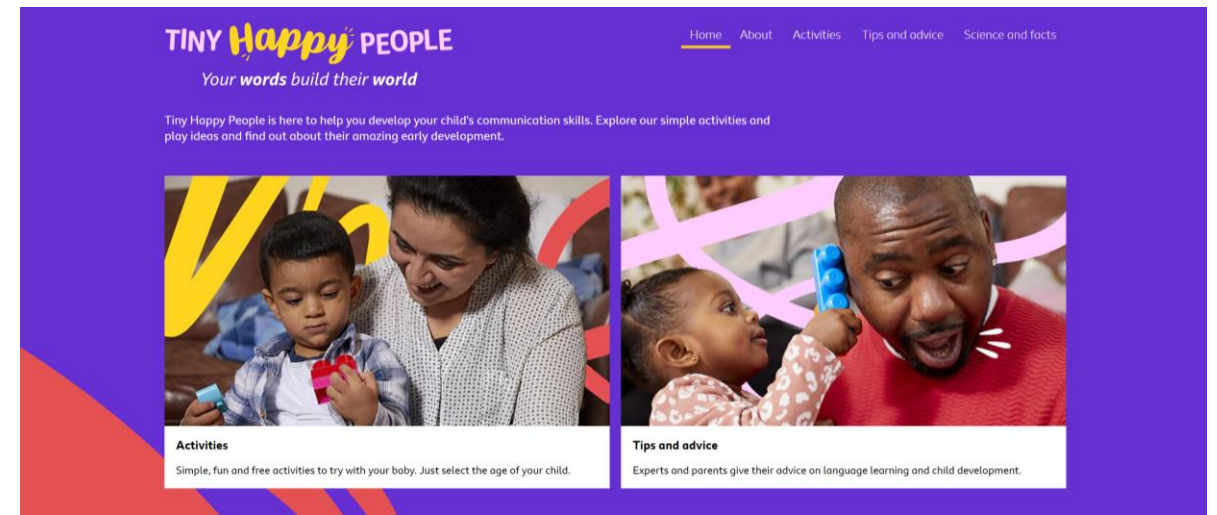 TINY Happy PEOPLE
Home About Activities Tips and advice Science and facts
Your words build their world
Tiny Happy People is here to help you develop your child's communication skills. Explore our simple activities and
play ideas and find out about their amazing early development.
Activities
Simple, fun and free activities to try with your baby. Just select the age of your child.
Tips and advice
Experts and parents give their advice on language learning and child development.